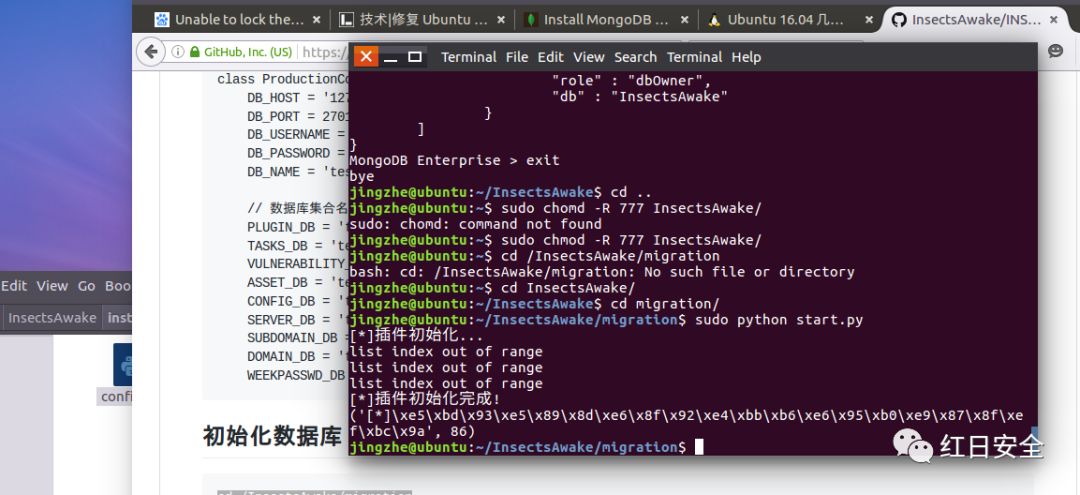 Unable to lock the...
技术|修复 Ubuntu ...
Install MongoDB ...
Ubuntu 16.04 几...
InsectsAwake/INS...
GitHub, Inc. (US)
https:/
Terminal File Edit View Search Terminal Help
class ProductionCo
DB_HOST = '127
DB_PORT = 2701
DB_USERNAME =
DB_PASSWORD =
DB_NAME = 'tes
// 数据库集合名
PLUGIN_DB = 't
TASKS_DB = 'te
VULNERABILITY_
ASSET_DB = 'te
CONFIG_DB = '
SERVER_DB = 't
SUBDOMAIN_DB =
DOMAIN_DB = '
WEEKPASSWD_DB
初始化数据库
"role" : "dbOwner",
"db" : "InsectsAwake"
}
]
}
MongoDB Enterprise > exit
bye
jingzhe@ubuntu:~/InsectsAwake$ cd ..
jingzhe@ubuntu:~$ sudo chomd -R 777 InsectsAwake/
sudo: chomd: command not found
jingzhe@ubuntu:~$ sudo chmod -R 777 InsectsAwake/
jingzhe@ubuntu:~$ cd /InsectsAwake/migration
bash: cd: /InsectsAwake/migration: No such file or directory
jingzhe@ubuntu:~$ cd InsectsAwake/
jingzhe@ubuntu:~/InsectsAwake$ cd migration/
jingzhe@ubuntu:~/InsectsAwake/migration$ sudo python start.py
[*]插件初始化...
list index out of range
list index out of range
list index out of range
[*]插件初始化完成!
('[*]\xe5\xbd\x93\xe5\x89\x8d\xe6\x8f\x92\xe4\xbb\xb6\xe6\x95\xb0\xe9\x87\x8f\xe
f\xbc\x9a', 86)
jingzhe@ubuntu:~/InsectsAwake/migration$
Edit View Go Boo
InsectsAwake
inst
confi
红日安全